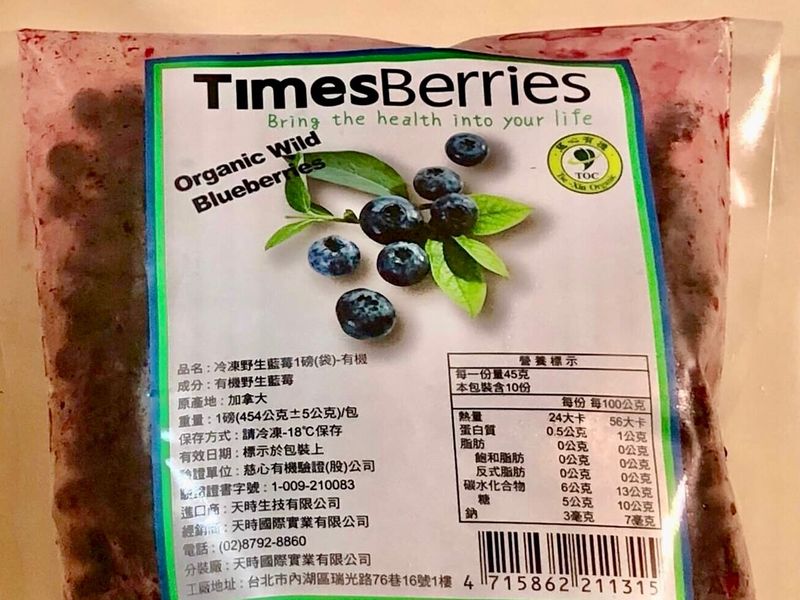 TimesBerries
Bring the health into your life
Organic Wild
Blueberries
慈心有機
TOC
Tse-Xin Organic
品名：冷凍野生藍莓1磅(袋)-有機
成分：有機野生藍莓
原產地：加拿大
重量：1磅(454公克±5公克)/包
保存方式：請冷凍-18℃保存
有效日期：標示於包裝上
驗證單位：慈心有機驗證(股)公司
驗證證書字號：1-009-210083
進口商：天時生技有限公司
經銷商：天時國際實業有限公司
電話：(02)8792-8860
分裝廠：天時國際實業有限公司
工廠地址：台北市內湖區瑞光路76巷16號1樓
營養標示
每一份量45克
本包裝含10份
每份 每100公克
熱量 24大卡 56大卡
蛋白質 0.5公克 1公克
脂肪 0公克 0公克
飽和脂肪 0公克 0公克
反式脂肪 0公克 0公克
碳水化合物 6公克 13公克
糖 5公克 10公克
鈉 3毫克 7毫克
4 715862 211315